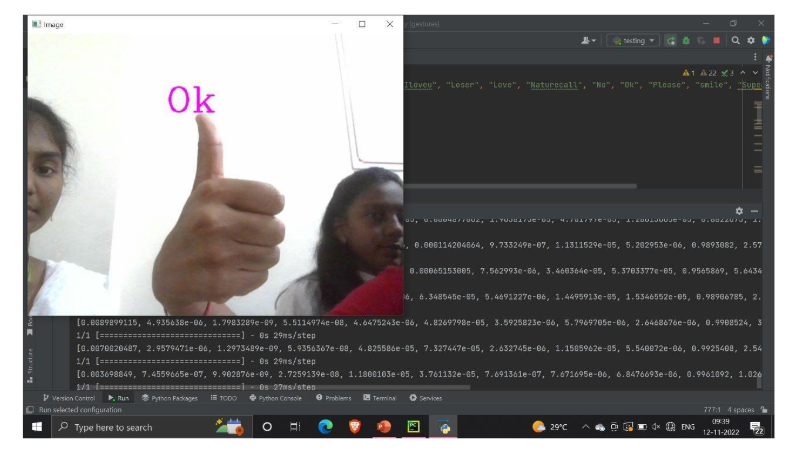 Image
(gestures)
testing
Ok
1 22 3
Iloveu", "Loser", "Love", "Naturecall", "No", "Ok", "Please", "smile", "Supp
Notifications
, 0.000114204064, 9.733249e-07, 1.1311529e-05, 5.202953e-06, 0.9893082, 2.57
0.00065153005, 7.562993e-06, 3.460364e-05, 5.3703377e-05, 0.9565869, 5.6434
6, 6.348545e-05, 5.4691227e-06, 1.4495913e-05, 1.5346552e-05, 0.98906785, 2.
[0.0089899115, 4.935638e-06, 1.7983289e-09, 5.5114974e-08, 4.6475243e-06, 4.8269798e-05, 3.5925823e-06, 5.7969705e-06, 2.6468676e-06, 0.9908524, 3
1/1 [==============================] - 0s 29ms/step
[0.0070020487, 2.9579471e-06, 1.2973489e-09, 5.9356367e-08, 4.825586e-05, 7.327447e-05, 2.632745e-06, 1.1505962e-05, 5.540072e-06, 0.9925408, 2.54
1/1 [==============================] - 0s 29ms/step
[0.003698849, 7.4559665e-07, 9.902876e-09, 2.7259139e-08, 1.1800103e-05, 3.761132e-05, 7.691361e-07, 7.671695e-06, 6.8476693e-06, 0.9961092, 1.026
1/1 [==============================] - 0s 27ms/step
Structure
Version Control Run Python Packages TODO Python Console Problems Terminal Services
Run selected configuration 777:1 4 spaces
Type here to search 29°C ENG 09:39
12-11-2022 22